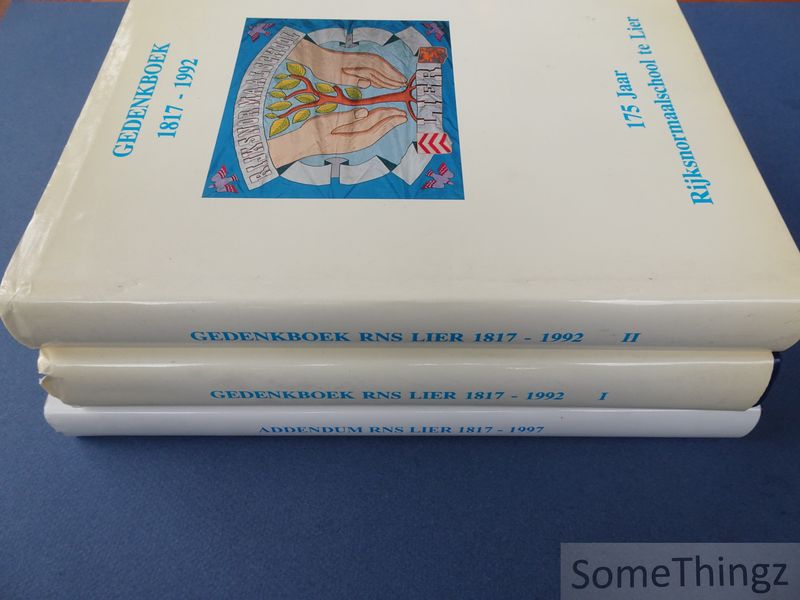 GEDENKBOEK
1817 - 1992
RIJKSNORMAALSCHOOL
LIER
175 Jaar
Rijksnormaalschool te Lier
GEDENKBOEK RNS LIER 1817 - 1992 II
GEDENKBOEK RNS LIER 1817 - 1992 I
ADDENDUM RNS LIER 1817 - 1997
SomeThingz